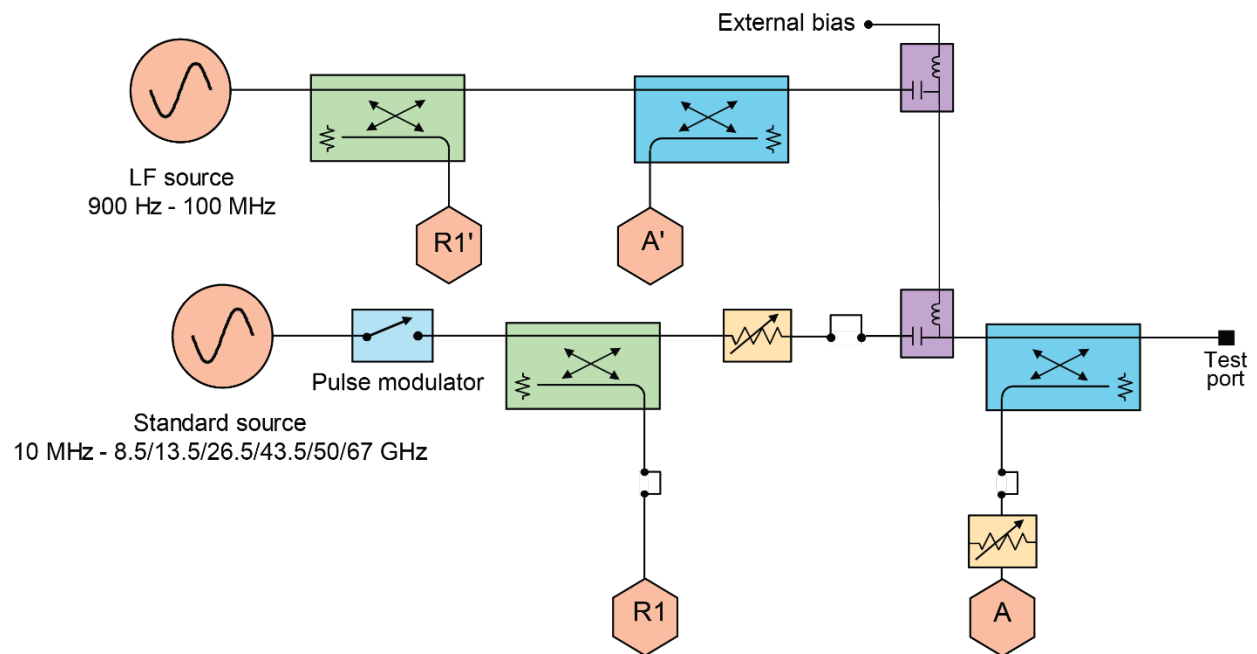 External bias
LF source
900 Hz - 100 MHz
R1'
A'
Pulse modulator
Test
port
Standard source
10 MHz - 8.5/13.5/26.5/43.5/50/67 GHz
R1
A